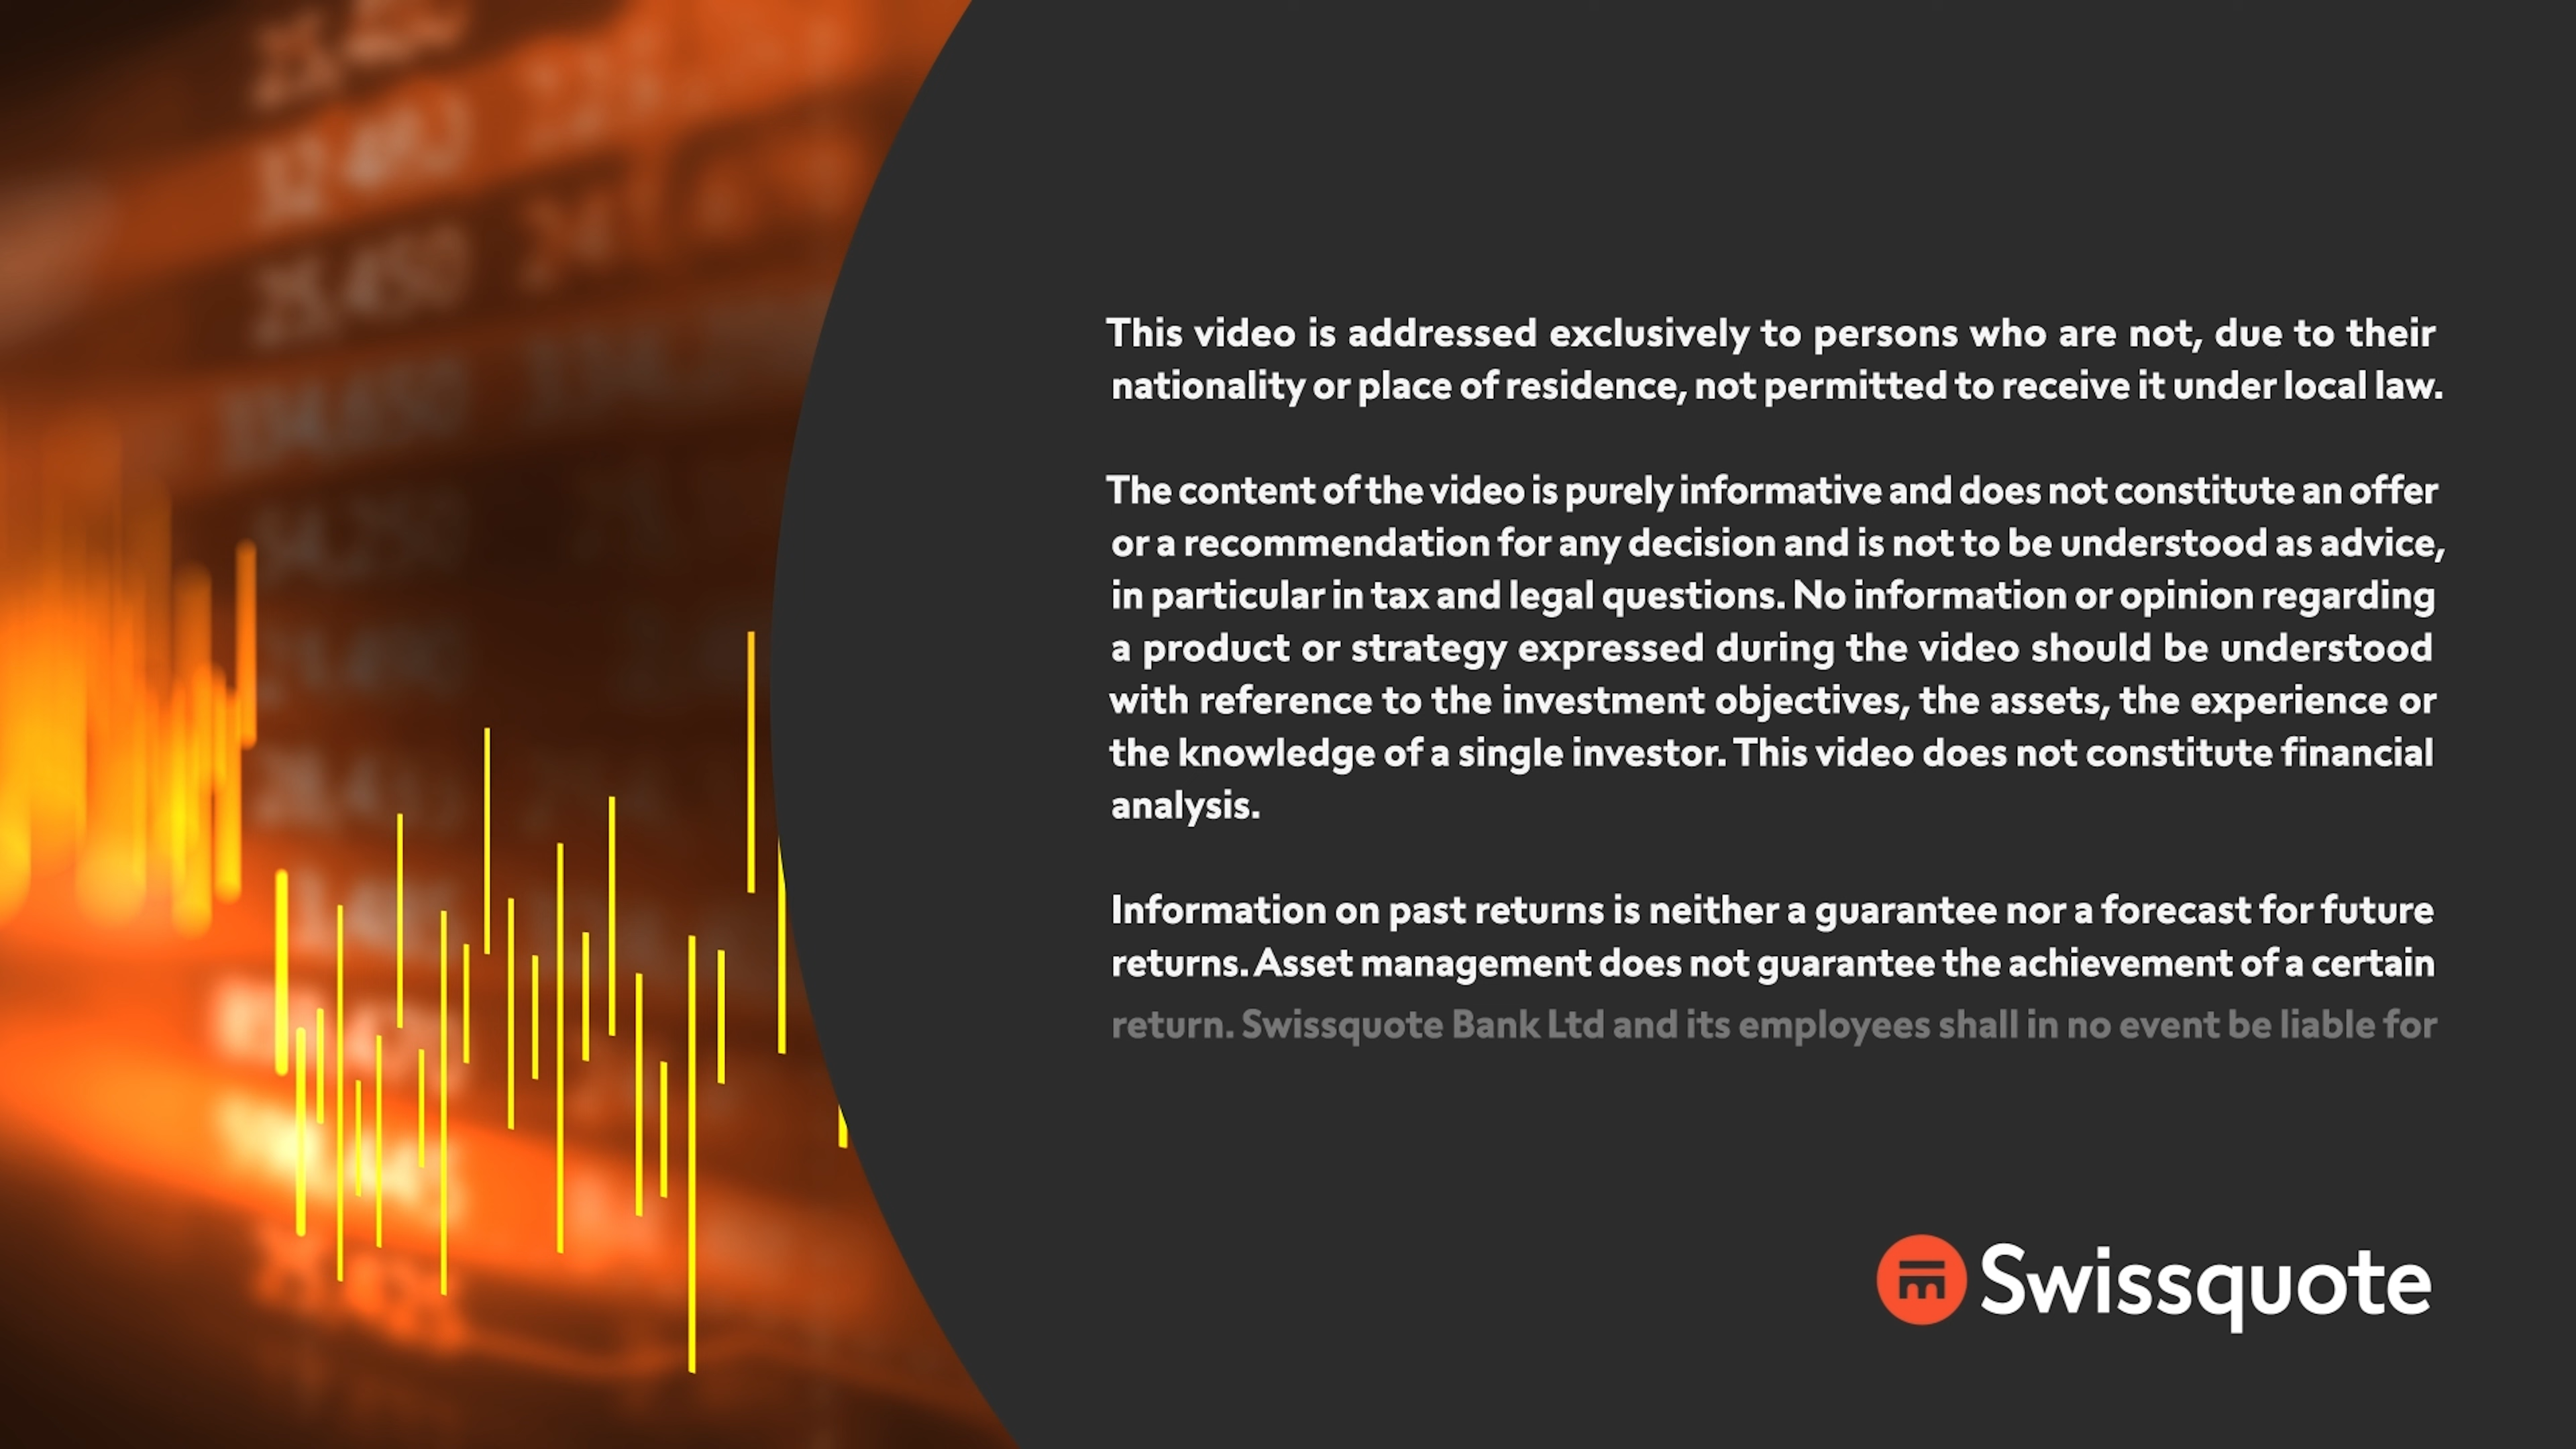 This video is addressed exclusively to persons who are not, due to their
nationality or place of residence, not permitted to receive it under local law.
The content of the video is purely informative and does not constitute an offer
or a recommendation for any decision and is not to be understood as advice,
in particular in tax and legal questions. No information or opinion regarding
a product or strategy expressed during the video should be understood
with reference to the investment objectives, the assets, the experience or
the knowledge of a single investor. This video does not constitute financial
analysis.
Information on past returns is neither a guarantee nor a forecast for future
returns. Asset management does not guarantee the achievement of a certain
return. Swissquote Bank Ltd and its employees shall in no event be liable for
Swissquote